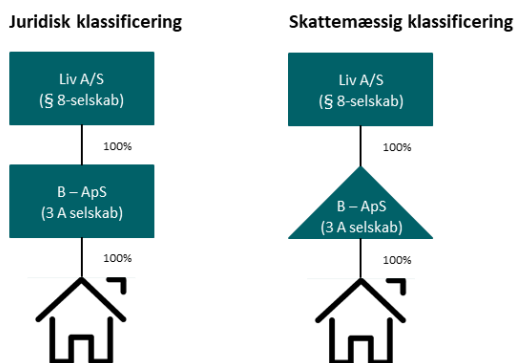 Juridisk klassificering
Liv A/S
(§ 8-selskab)
100%
B – ApS
(3 A selskab)
100%
Skattemæssig klassificering
Liv A/S
(§ 8-selskab)
100%
B – ApS
(3 A selskab)
100%